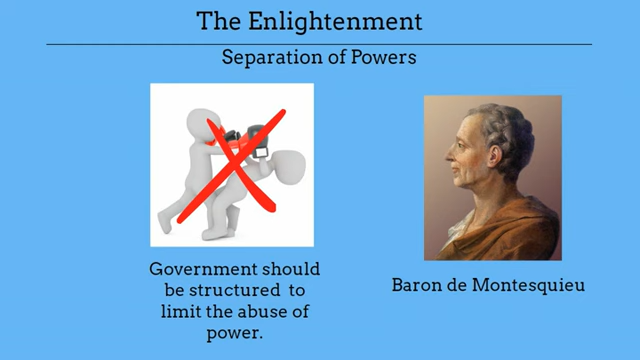 The Enlightenment
Separation of Powers
Government should
be structured to
limit the abuse of
power.
Baron de Montesquieu